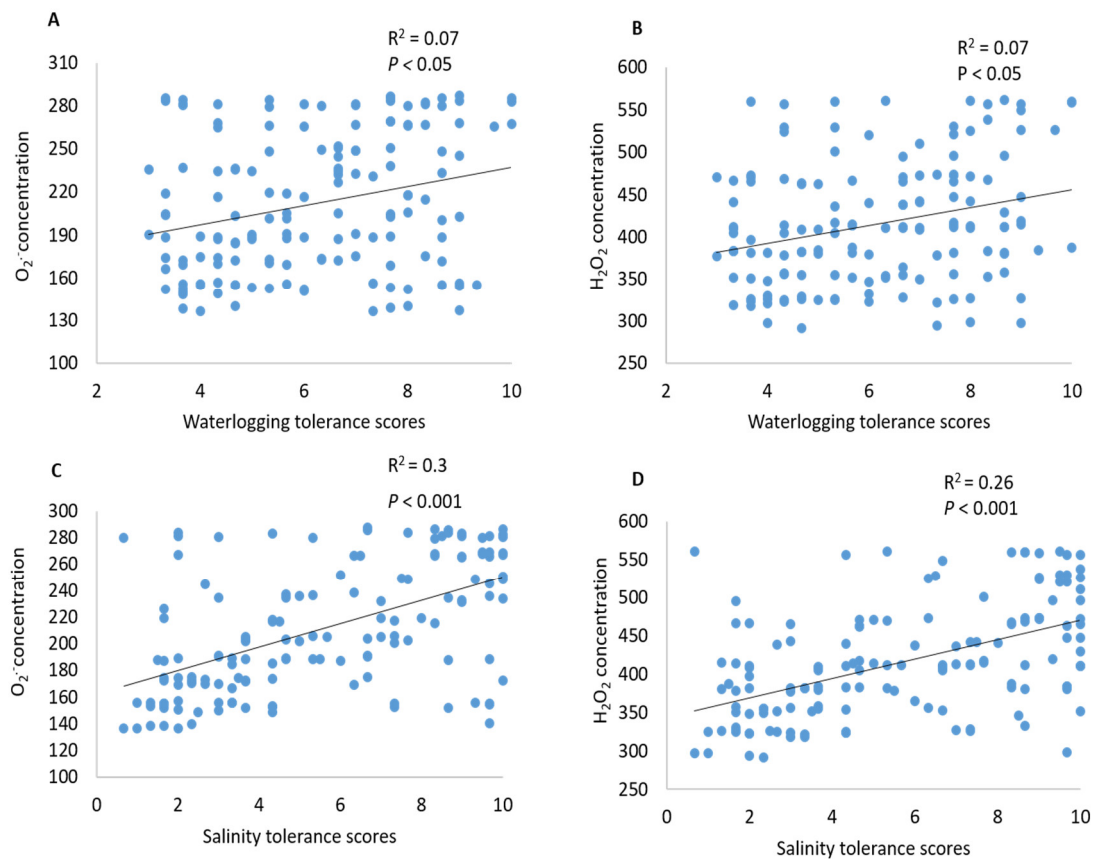 A
R² = 0.07
P < 0.05
O₂·⁻concentration
310
280
250
220
190
160
130
100
2 4 6 8 10
Waterlogging tolerance scores
B
R² = 0.07
P < 0.05
H₂O₂ concentration
600
550
500
450
400
350
300
250
2 4 6 8 10
Waterlogging tolerance scores
C
R² = 0.3
P < 0.001
O₂·⁻concentration
300
280
260
240
220
200
180
160
140
120
100
0 2 4 6 8 10
Salinity tolerance scores
D
R² = 0.26
P < 0.001
H₂O₂ concentration
600
550
500
450
400
350
300
250
0 2 4 6 8 10
Salinity tolerance scores